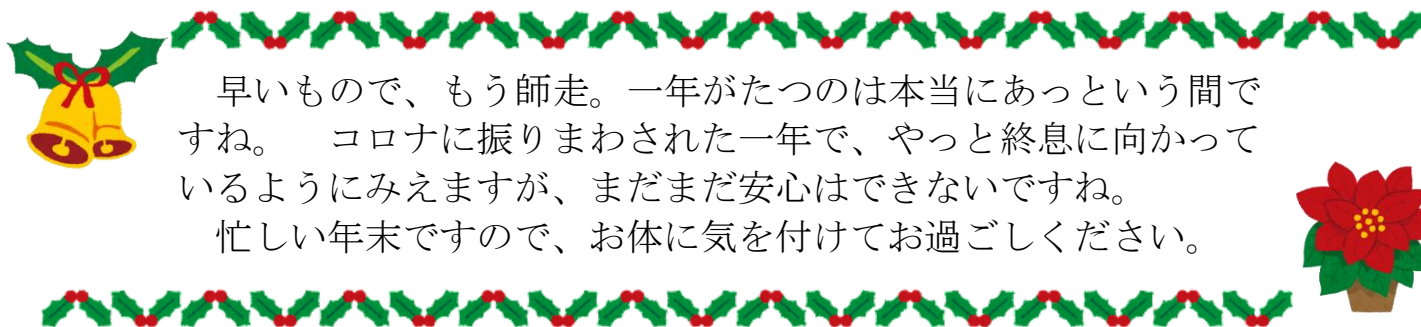 早いもので、もう師走。一年がたつのは本当にあっという間で
すね。　コロナに振りまわされた一年で、やっと終息に向かって
いるようにみえますが、まだまだ安心はできないですね。
　忙しい年末ですので、お体に気を付けてお過ごしください。